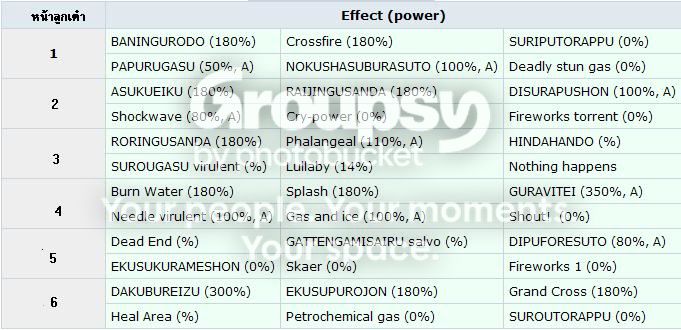 หน้าลูกเต๋า Effect (power)
1
BANINGURODO (180%) Crossfire (180%) SURIPUTORAPPU (0%)
PAPURUGASU (50%, A) NOKUSHASUBURASUTO (100%, A) Deadly stun gas (0%)
2
ASUKUEIKU (180%) RAIJINGUSANDA (180%) DISURAPUSHON (100%, A)
Shockwave (80%, A) Cry-power (0%) Fireworks torrent (0%)
3
RORINGUSANDA (180%) Phalangeal (110%, A) HINDAHANDO (%)
SUROUGASU virulent (%) Lullaby (14%) Nothing happens
4
Burn Water (180%) Splash (180%) GURAVITEI (350%, A)
Needle virulent (100%, A) Gas and ice (100%, A) Shout! (0%)
5
Dead End (%) GATTENGAMISAIRU salvo (%) DIPUFORESUTO (80%, A)
EKUSUKURAMESHON (0%) Skaer (0%) Fireworks 1 (0%)
6
DAKUBUREIZU (300%) EKUSUPUROJON (180%) Grand Cross (180%)
Heal Area (%) Petrochemical gas (0%) SUROUTORAPPU (0%)
Groupsy
by photobucket
Your people. Your moments.
Your space.